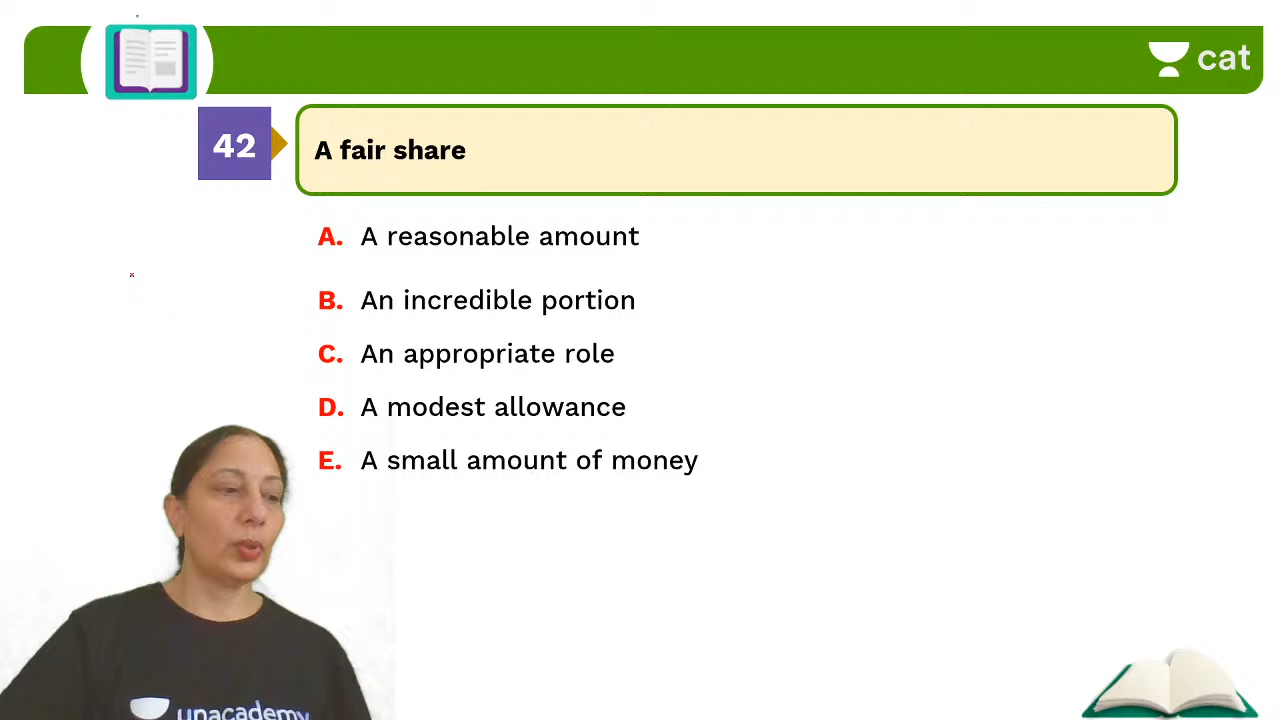 cat
42
A fair share
A. A reasonable amount
B. An incredible portion
C. An appropriate role
D. A modest allowance
E. A small amount of money
unacademy